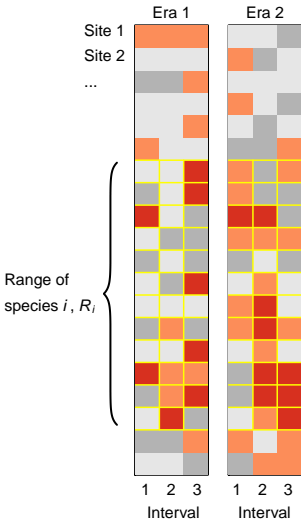 Era 1 Era 2
Site 1
Site 2
...
Range of
species i , Ri
1 2 3 1 2 3
Interval Interval